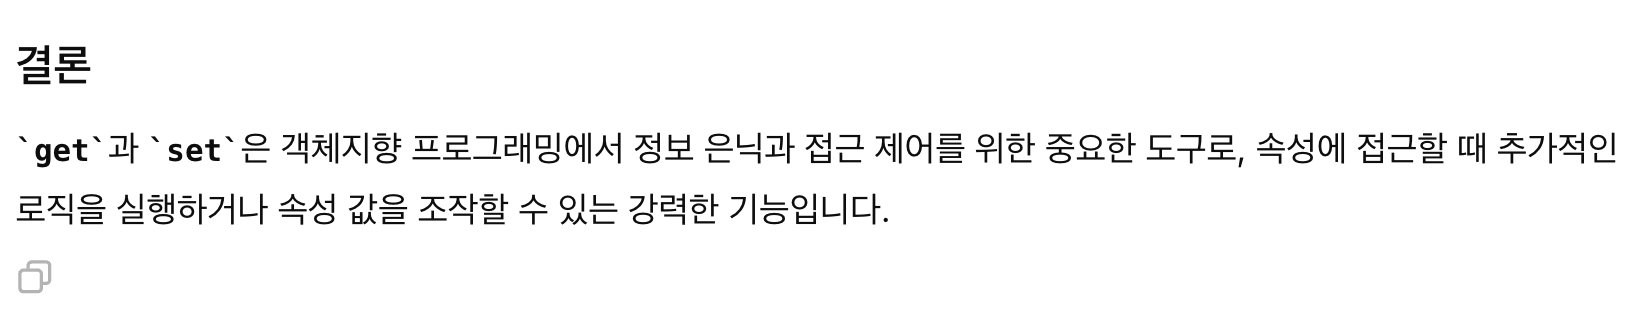 결론
`get`과 `set`은 객체지향 프로그래밍에서 정보 은닉과 접근 제어를 위한 중요한 도구로, 속성에 접근할 때 추가적인
로직을 실행하거나 속성 값을 조작할 수 있는 강력한 기능입니다.